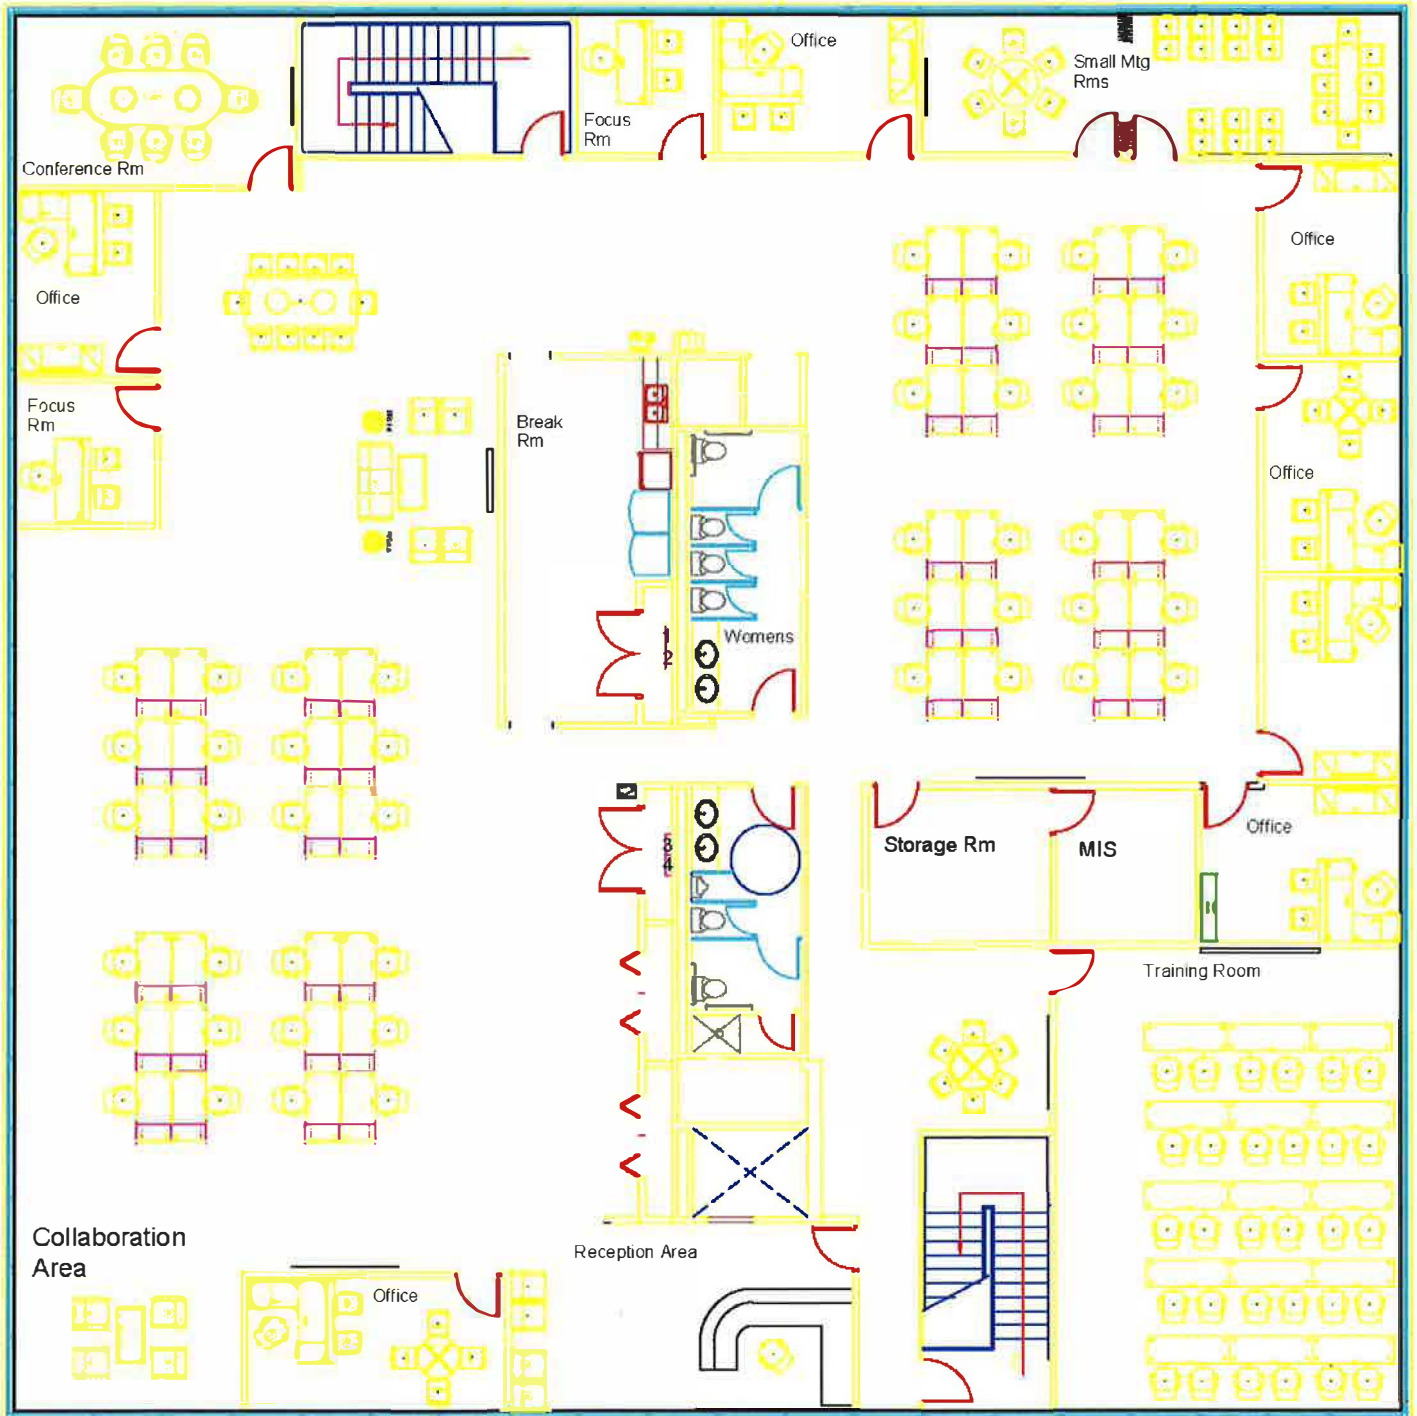 Office
Small Mtg
Rms
Focus
Rm
Conference Rm
Office
Office
Focus
Rm
Break
Rm
Office
1
2
Womens
3
4
Storage Rm
MIS
Office
Training Room
Collaboration
Area
Reception Area
Office